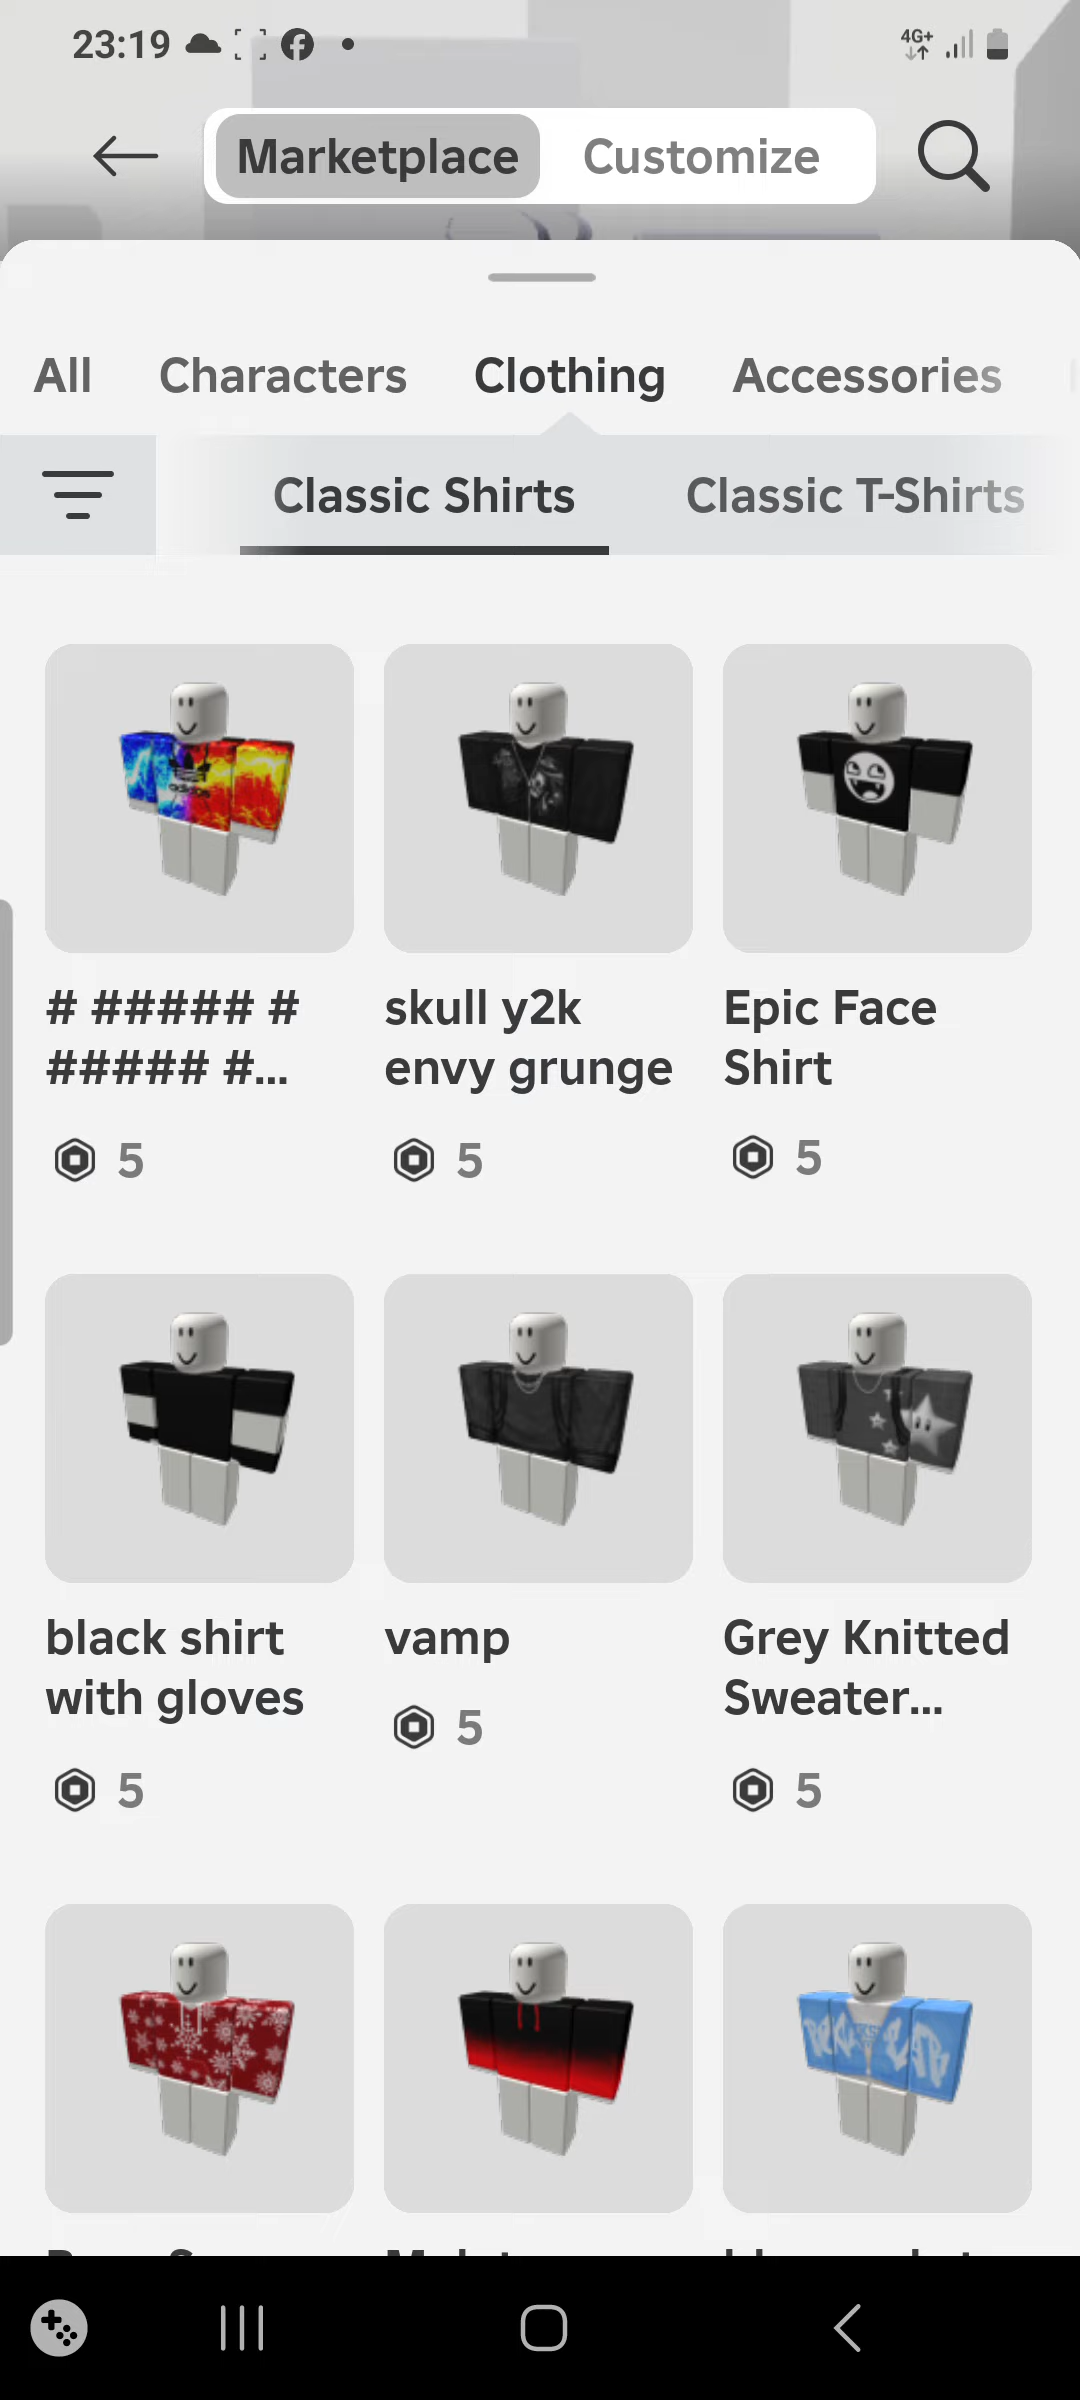 23:19
4G+
Marketplace
Customize
All
Characters
Clothing
Accessories
Classic Shirts
Classic T-Shirts
# ##### #
##### #...
5
skull y2k
envy grunge
5
Epic Face
Shirt
5
black shirt
with gloves
5
vamp
5
Grey Knitted
Sweater...
5